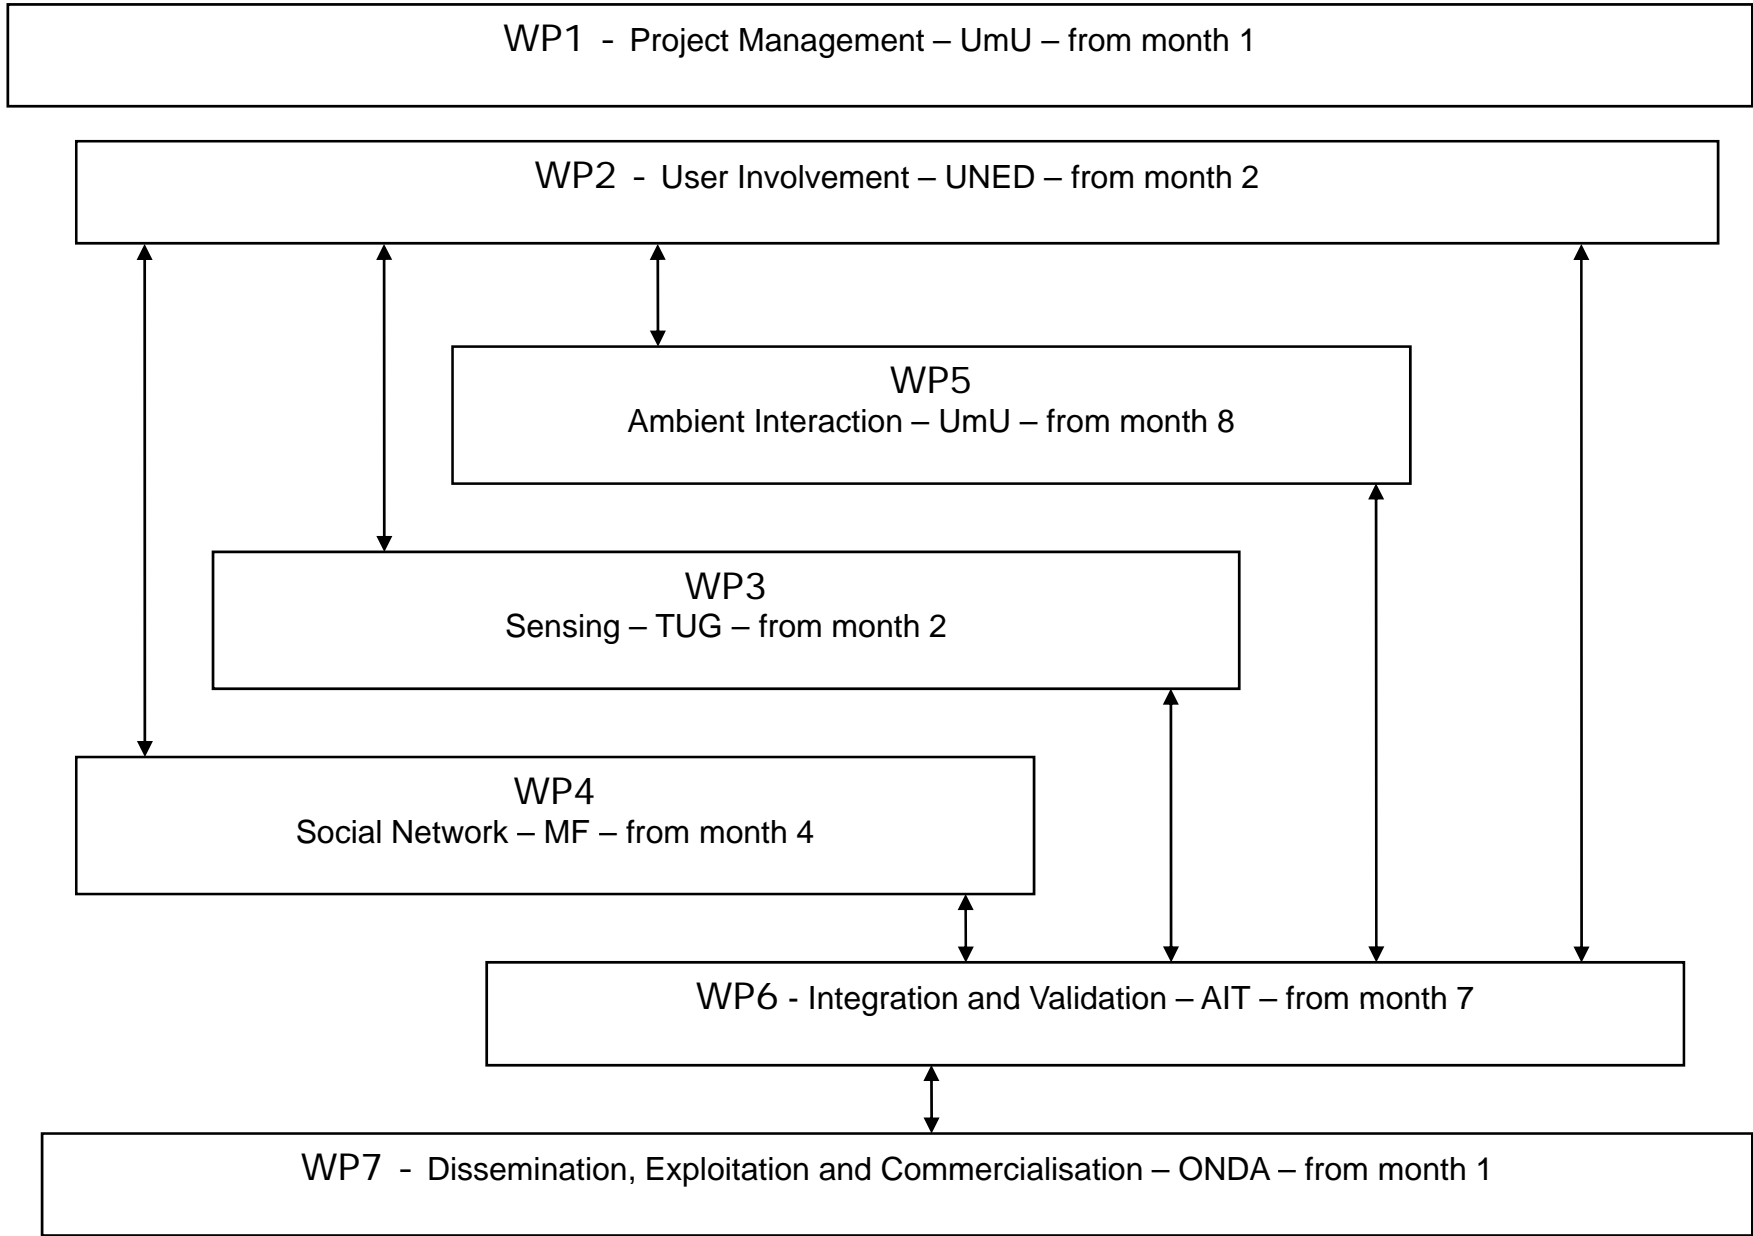 WP1 - Project Management – UmU – from month 1
WP2 - User Involvement – UNED – from month 2
WP5
Ambient Interaction – UmU – from month 8
WP3
Sensing – TUG – from month 2
WP4
Social Network – MF – from month 4
WP6 - Integration and Validation – AIT – from month 7
WP7 - Dissemination, Exploitation and Commercialisation – ONDA – from month 1